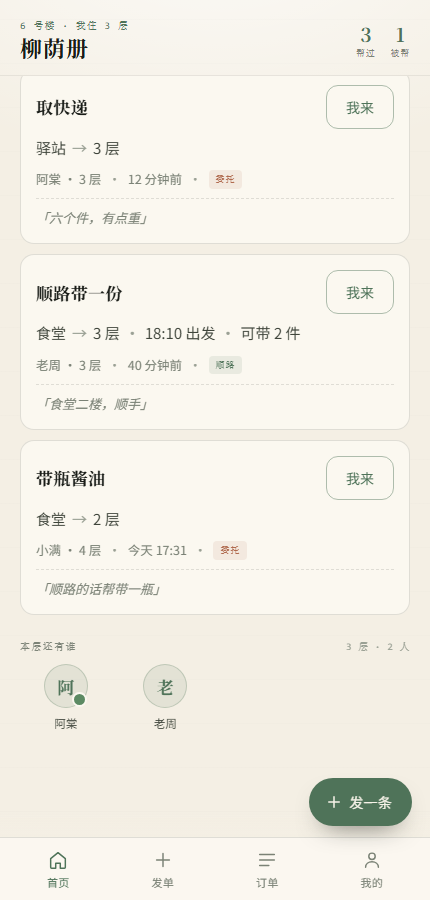 6 号楼 · 我住 3 层
柳荫册
3 1
帮过 被帮
取快递 我来
驿站 → 3 层
阿棠 · 3 层 · 12 分钟前 · 委托
「六个件，有点重」
顺路带一份 我来
食堂 → 3 层 · 18:10 出发 · 可带 2 件
老周 · 3 层 · 40 分钟前 · 顺路
「食堂二楼，顺手」
带瓶酱油 我来
食堂 → 2 层
小满 · 4 层 · 今天 17:31 · 委托
「顺路的话帮带一瓶」
本层还有谁 3 层 · 2 人
阿 老
阿棠 老周
+ 发一条
首页 发单 订单 我的